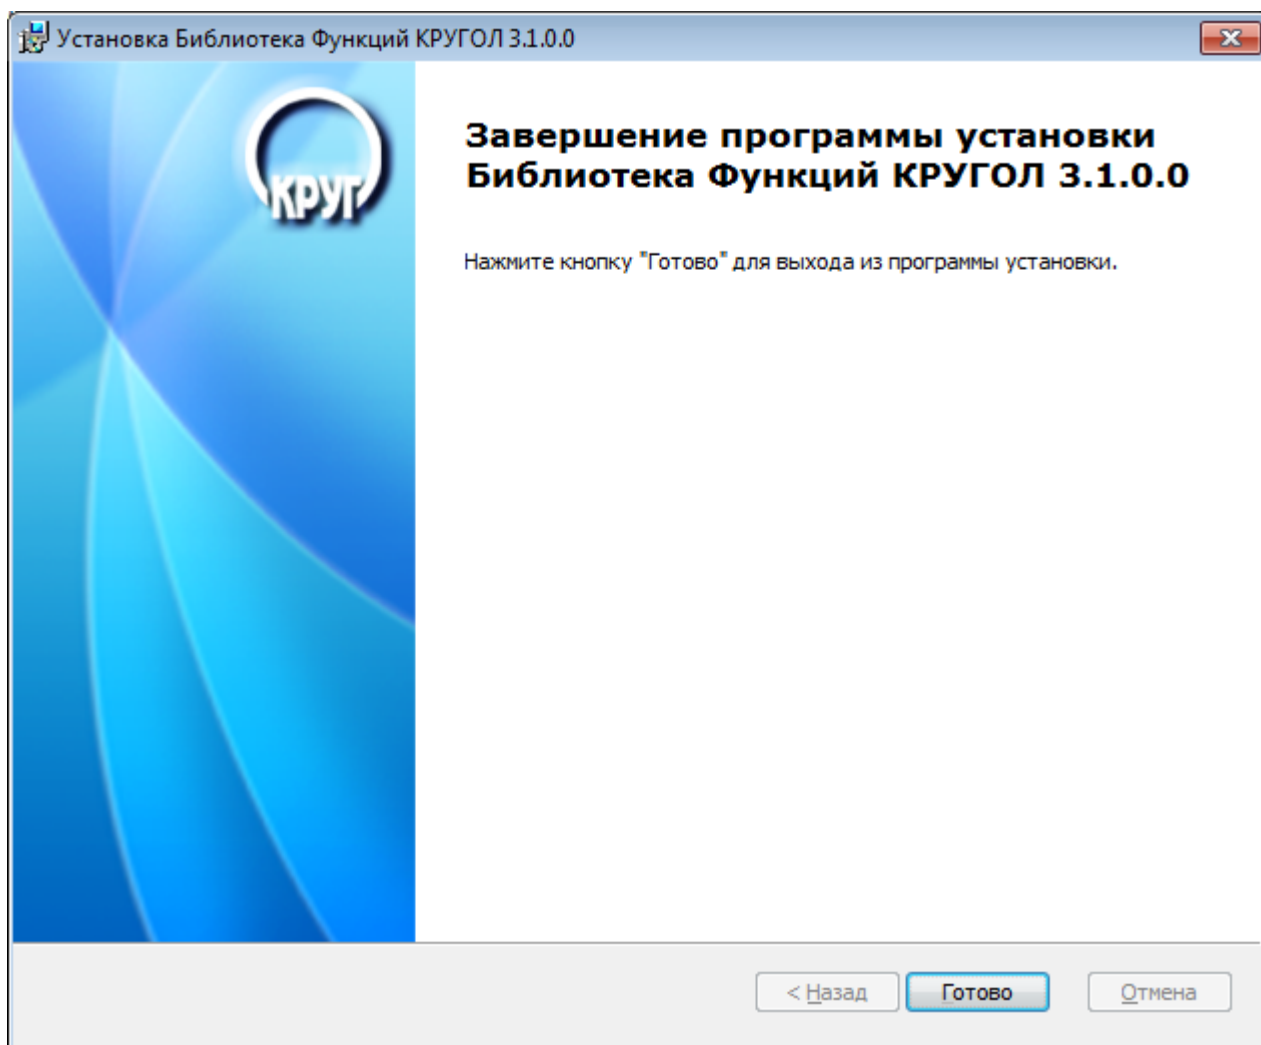 Установка Библиотека Функций КРУГОЛ 3.1.0.0
КРУГ
Завершение программы установки
Библиотека Функций КРУГОЛ 3.1.0.0
Нажмите кнопку "Готово" для выхода из программы установки.
< Назад Готово Отмена